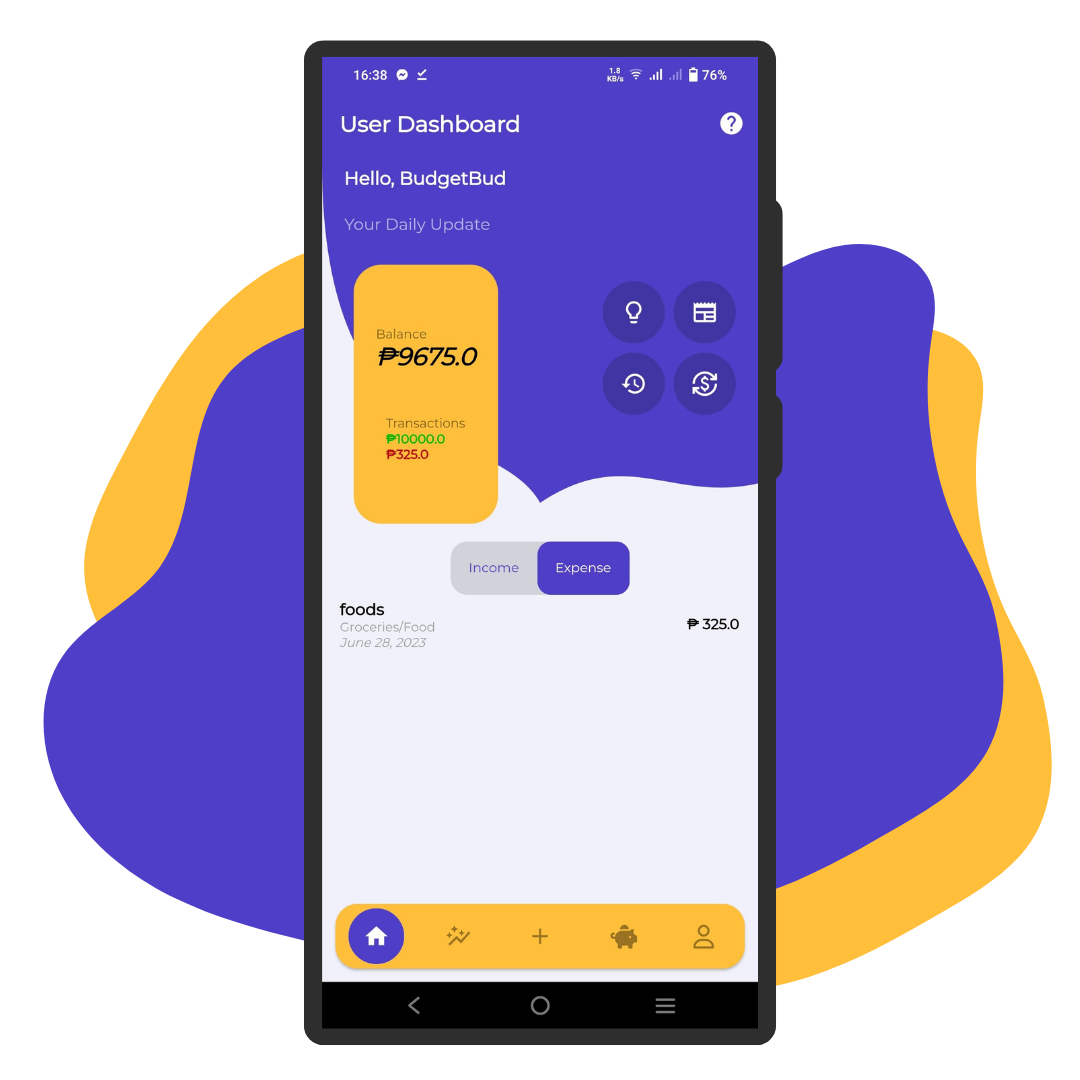 16:38
1.8
KB/s
76%
User Dashboard
?
Hello, BudgetBud
Your Daily Update
Balance
₱9675.0
Transactions
₱10000.0
₱325.0
Income
Expense
foods
Groceries/Food
June 28, 2023
₱ 325.0